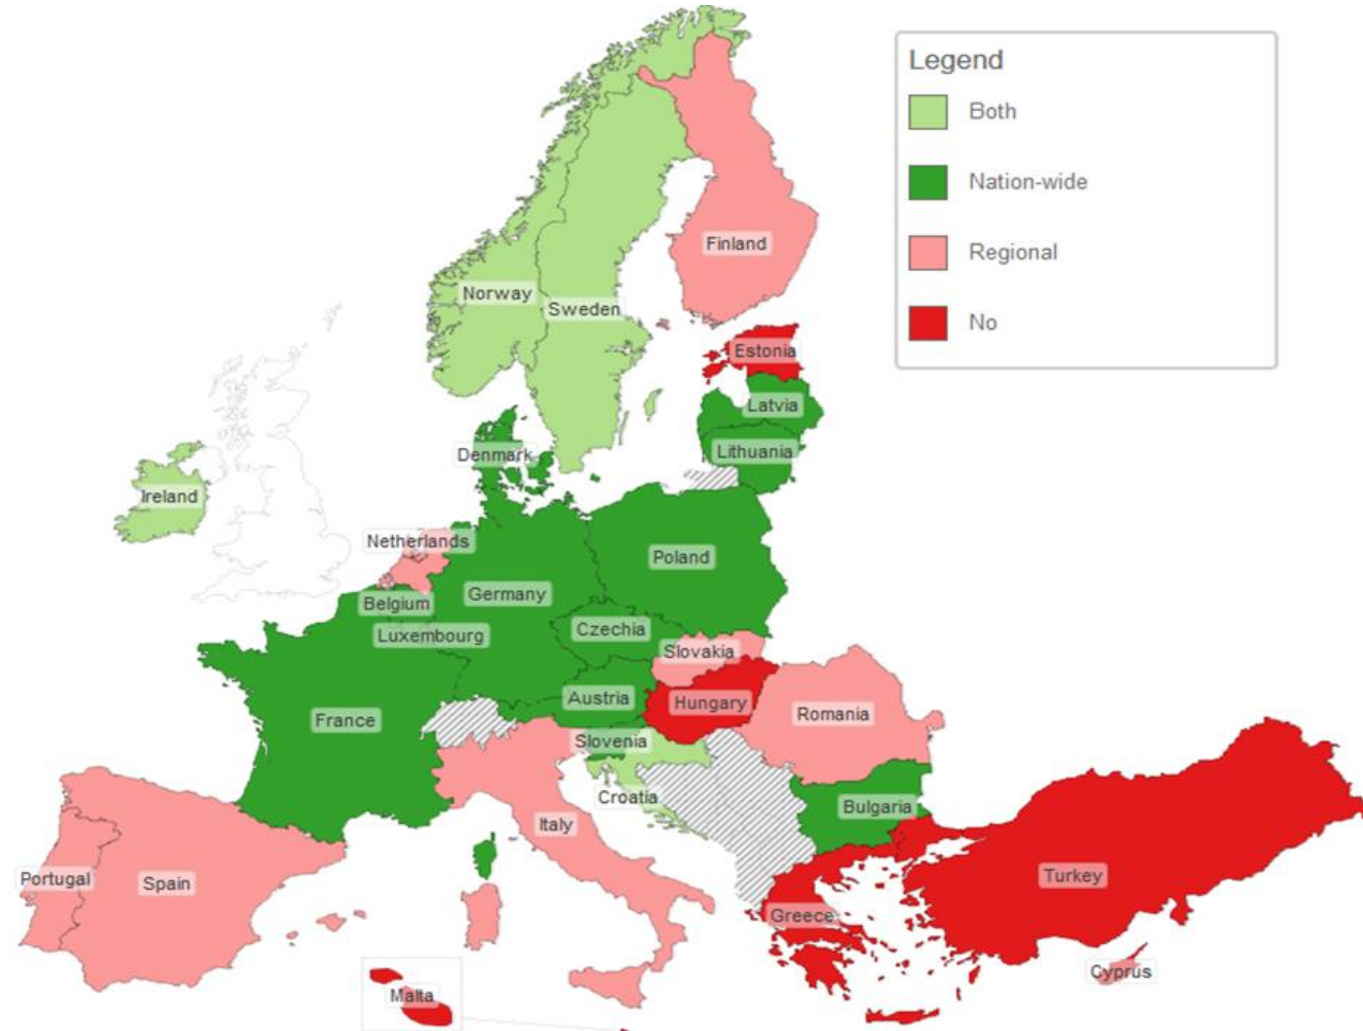 Legend
Both
Nation-wide
Regional
No
Finland
Norway
Sweden
Estonia
Latvia
Denmark
Lithuania
Ireland
Netherlands
Poland
Germany
Belgium
Czechia
Luxembourg
Slovakia
Austria
Hungary
Romania
France
Slovenia
Croatia
Bulgaria
Italy
Turkey
Portugal
Spain
Greece
Cyprus
Malta